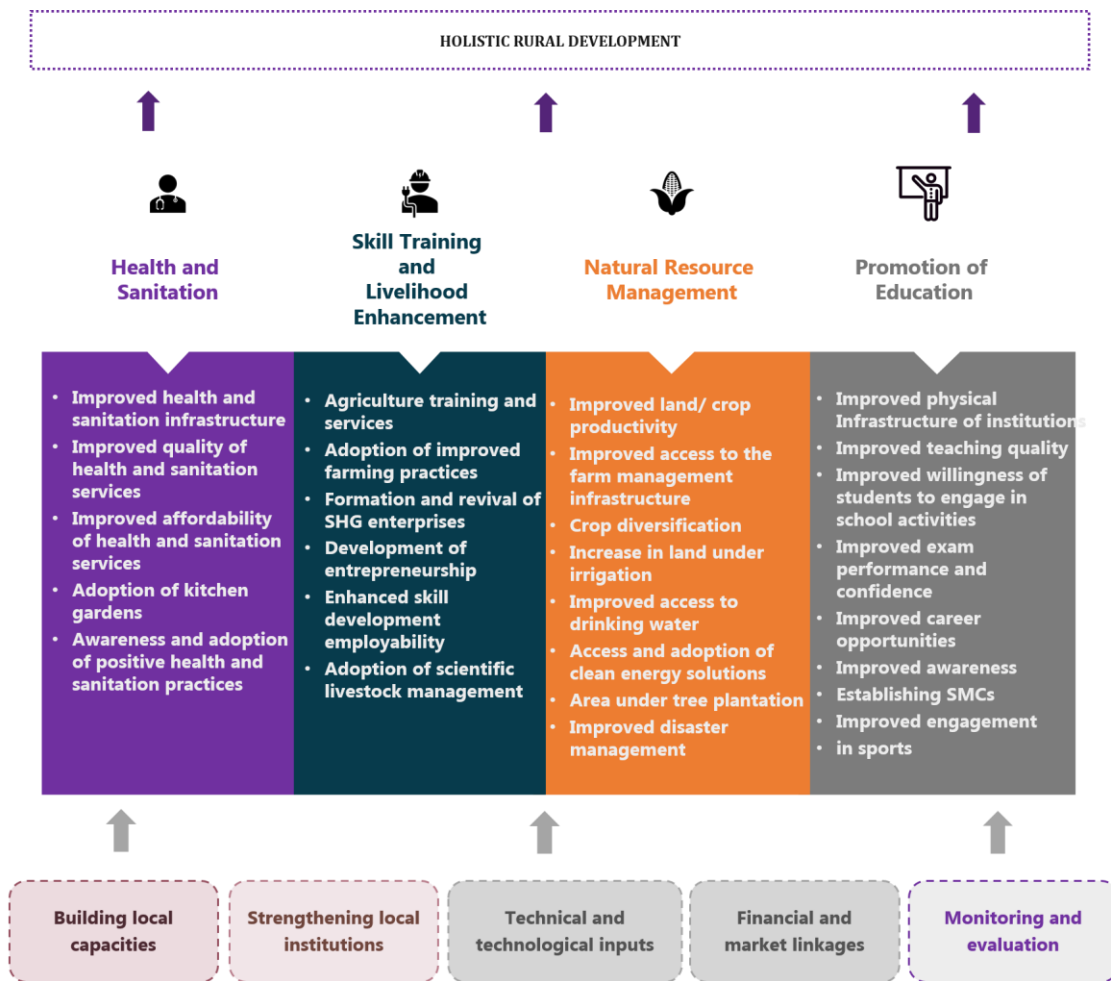 HOLISTIC RURAL DEVELOPMENT
Health and
Sanitation
Skill Training
and
Livelihood
Enhancement
Natural Resource
Management
Promotion of
Education
• Improved health and
sanitation infrastructure
• Improved quality of
health and sanitation
services
• Improved affordability
of health and sanitation
services
• Adoption of kitchen
gardens
• Awareness and adoption
of positive health and
sanitation practices
• Agriculture training and
services
• Adoption of improved
farming practices
• Formation and revival of
SHG enterprises
• Development of
entrepreneurship
• Enhanced skill
development
employability
• Adoption of scientific
livestock management
• Improved land/ crop
productivity
• Improved access to the
farm management
infrastructure
• Crop diversification
• Increase in land under
irrigation
• Improved access to
drinking water
• Access and adoption of
clean energy solutions
• Area under tree plantation
• Improved disaster
management
• Improved physical
Infrastructure of institutions
• Improved teaching quality
• Improved willingness of
students to engage in
school activities
• Improved exam
performance and
confidence
• Improved career
opportunities
• Improved awareness
• Establishing SMCs
• Improved engagement
• in sports
Building local
capacities
Strengthening local
institutions
Technical and
technological inputs
Financial and
market linkages
Monitoring and
evaluation